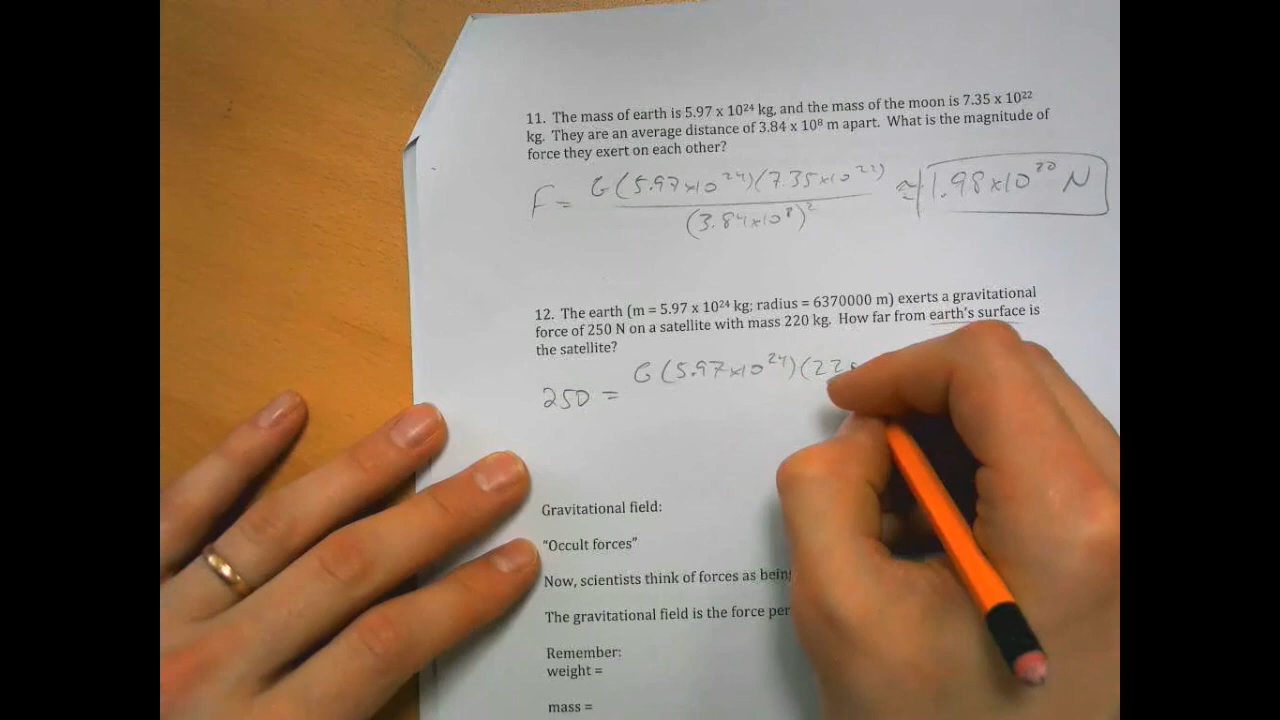 11. The mass of earth is 5.97 x 10²⁴ kg, and the mass of the moon is 7.35 x 10²²
kg. They are an average distance of 3.84 x 10⁸ m apart. What is the magnitude of
force they exert on each other?
F = G(5.97x10²⁴)(7.35x10²²) / (3.84x10⁸)² ≈ 1.98x10²⁰ N
12. The earth (m = 5.97 x 10²⁴ kg; radius = 6370000 m) exerts a gravitational
force of 250 N on a satellite with mass 220 kg. How far from earth's surface is
the satellite?
250 = G(5.97x10²⁴)(22
Gravitational field:
"Occult forces"
Now, scientists think of forces as being
The gravitational field is the force per
Remember:
weight =
mass =